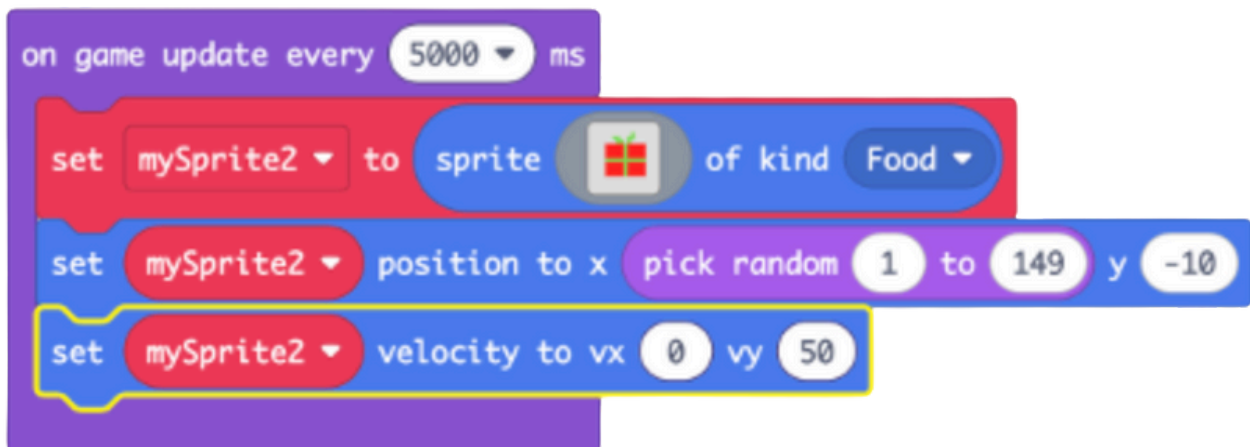 on game update every 5000 ms
set mySprite2 to sprite of kind Food
set mySprite2 position to x pick random 1 to 149 y -10
set mySprite2 velocity to vx 0 vy 50